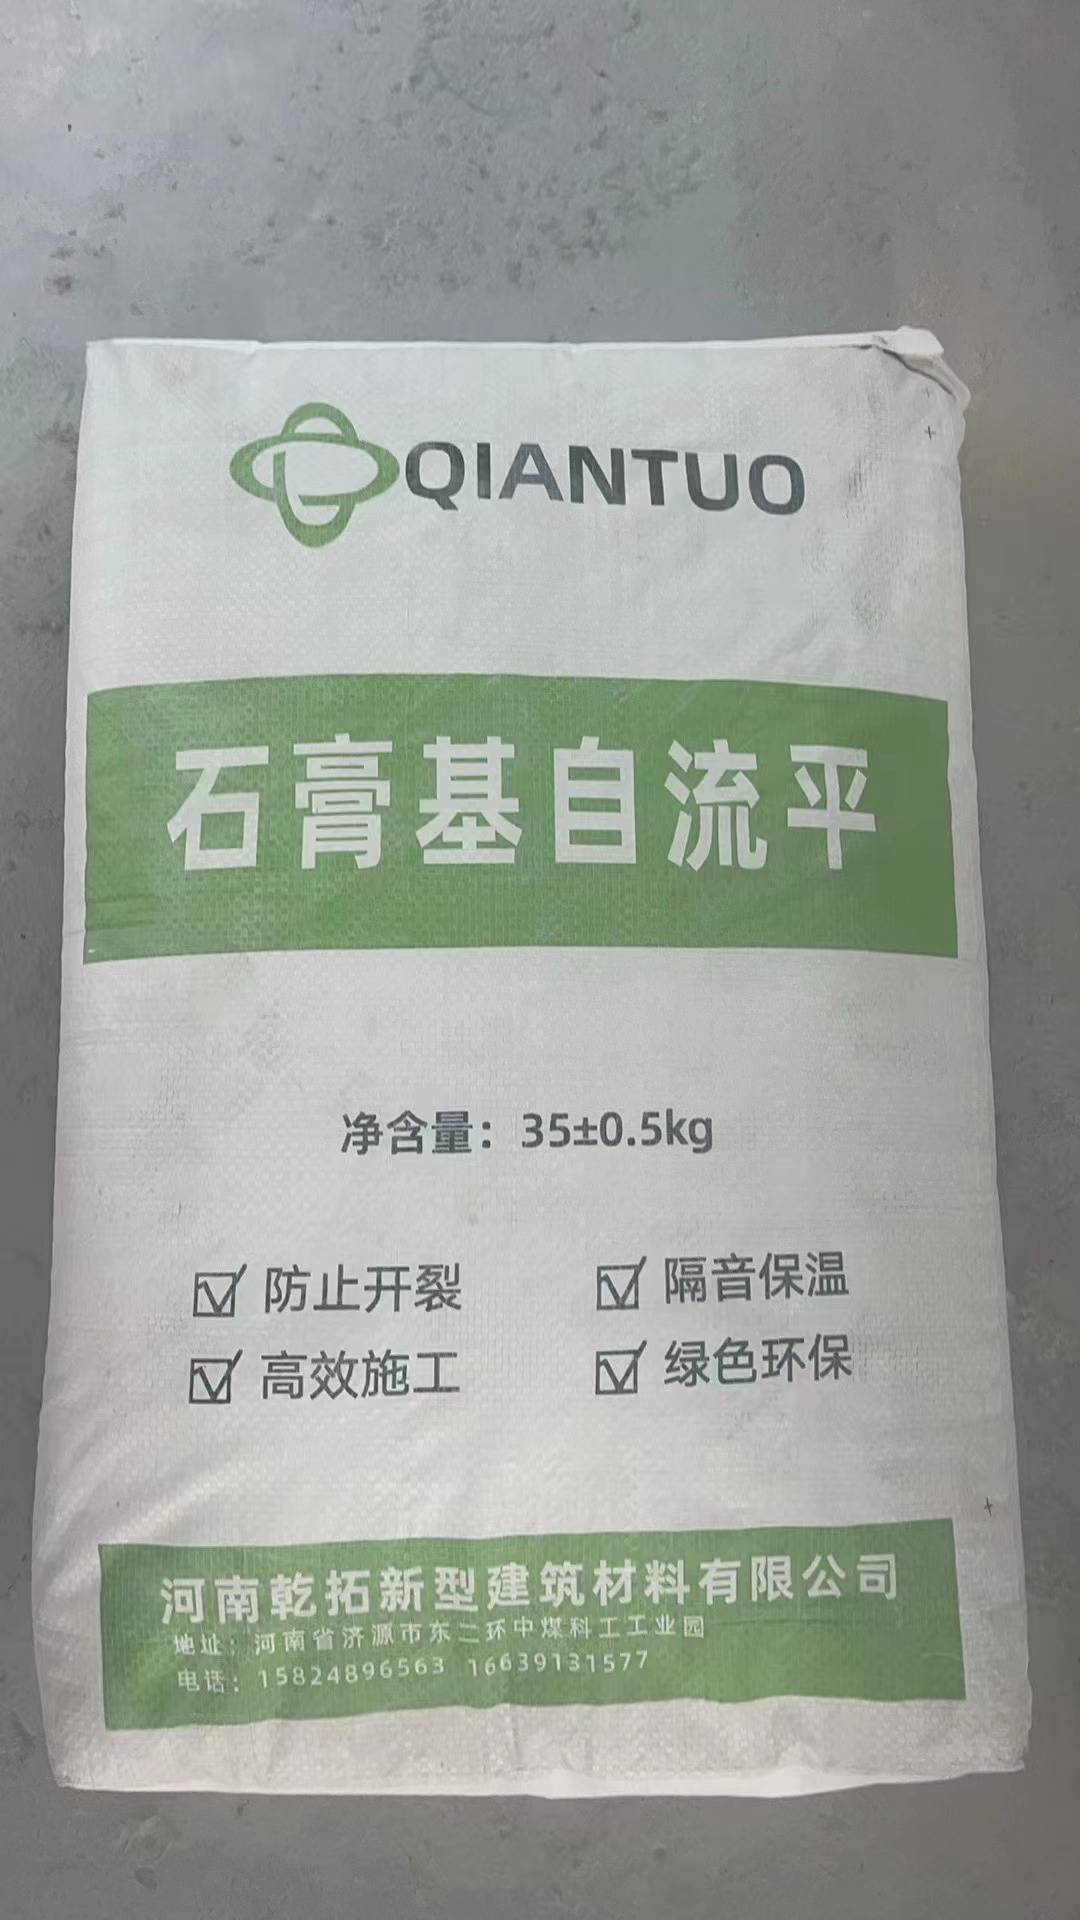 QIANTUO
石膏基自流平
净含量：35±0.5kg
防止开裂 隔音保温
高效施工 绿色环保
河南乾拓新型建筑材料有限公司
地址：河南省济源市东二环中煤科工工业园
电话：15824896563 16639131577